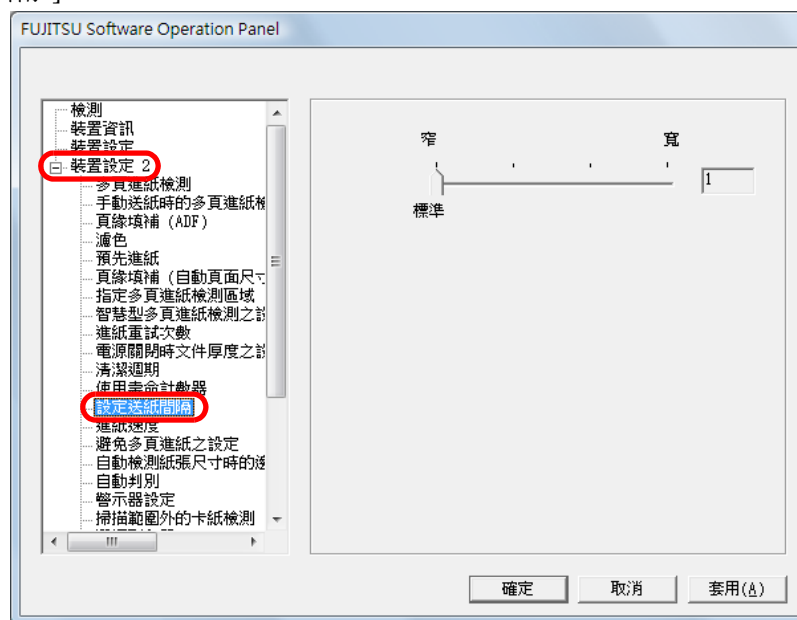 FUJITSU Software Operation Panel
檢測
裝置資訊
裝置設定
裝置設定 2
多頁進紙檢測
手動送紙時的多頁進紙檢
頁緣填補 (ADF)
濾色
預先進紙
頁緣填補 (自動頁面尺寸
指定多頁進紙檢測區域
智慧型多頁進紙檢測之設
進紙重試次數
電源關閉時文件厚度之設
清潔週期
使用壽命計數器
設定送紙間隔
進紙速度
避免多頁進紙之設定
自動檢測紙張尺寸時的邊
自動判別
警示器設定
掃描範圍外的卡紙檢測
窄 寬
1
標準
確定 取消 套用(A)